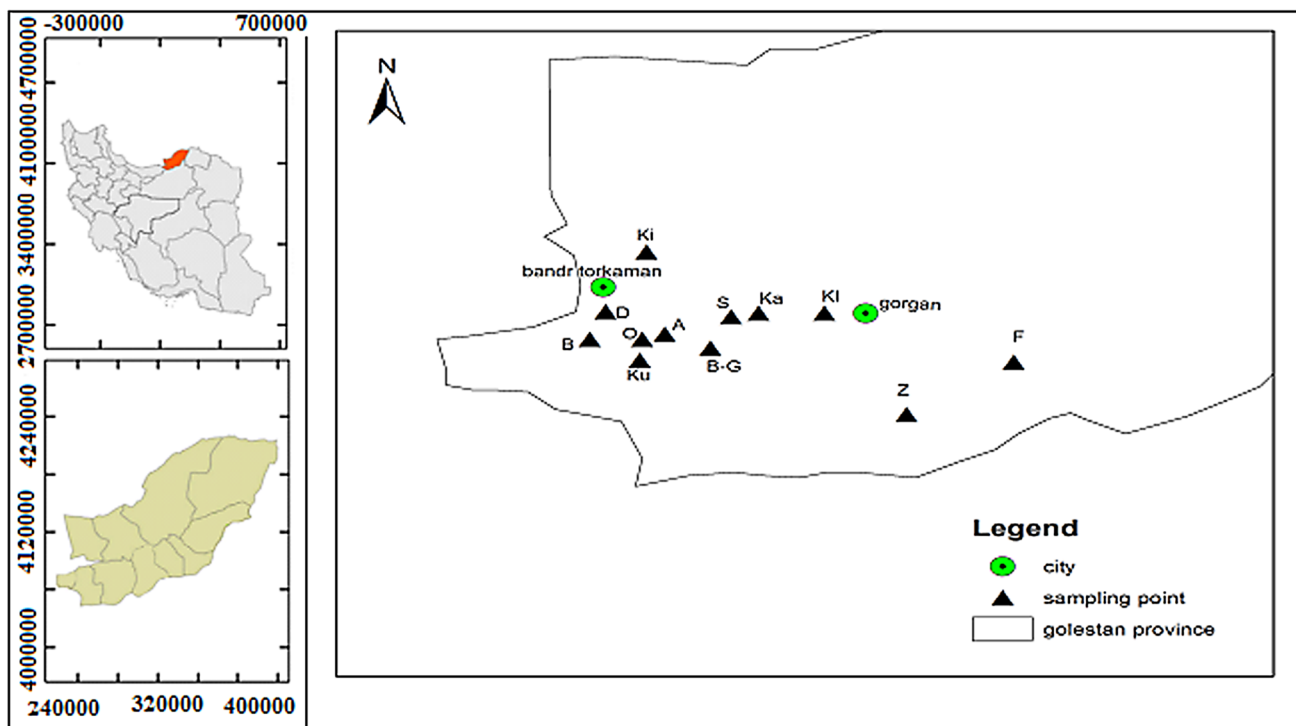 -300000 700000
4700000
4100000
3400000
2700000
4240000
4120000
4000000
240000 320000 400000
N
Ki
bandr torkaman
D
S
Ka
Kl
gorgan
B
O
A
B-G
Ku
F
Z
Legend
city
sampling point
golestan province